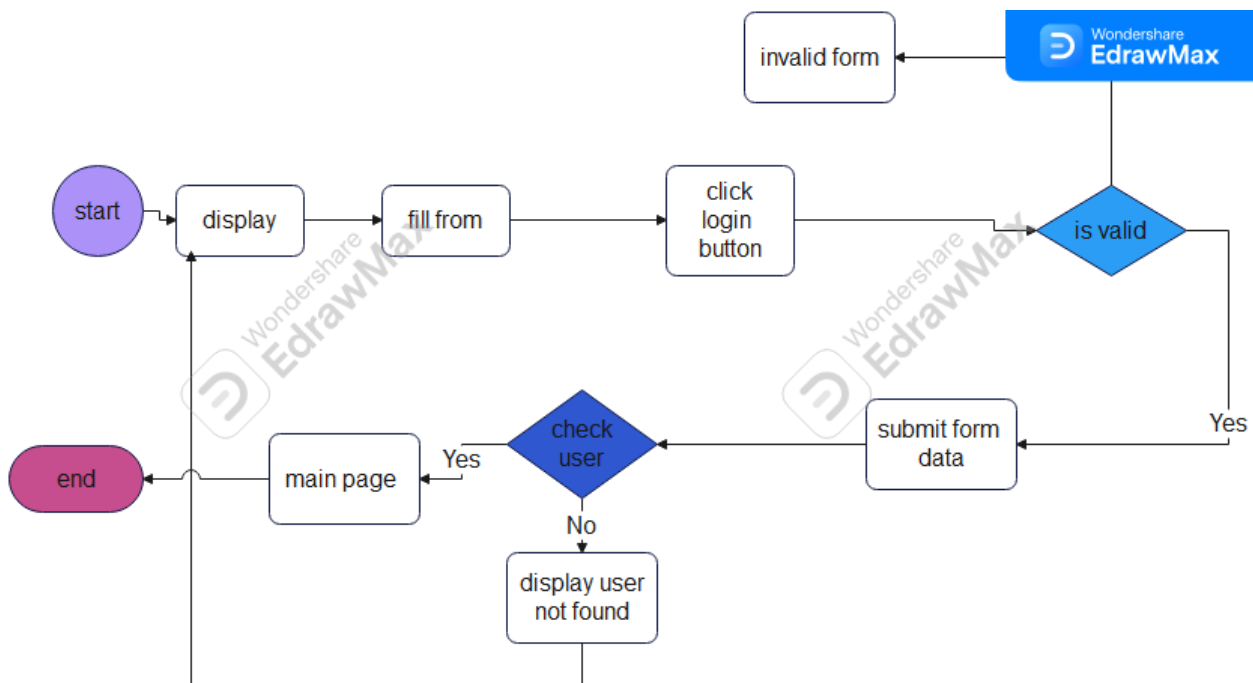 Wondershare
EdrawMax
invalid form
start
display
fill from
click
login
button
is valid
Wondershare
EdrawMax
Wondershare
EdrawMax
Yes
submit form
data
check
user
Yes
main page
end
No
display user
not found